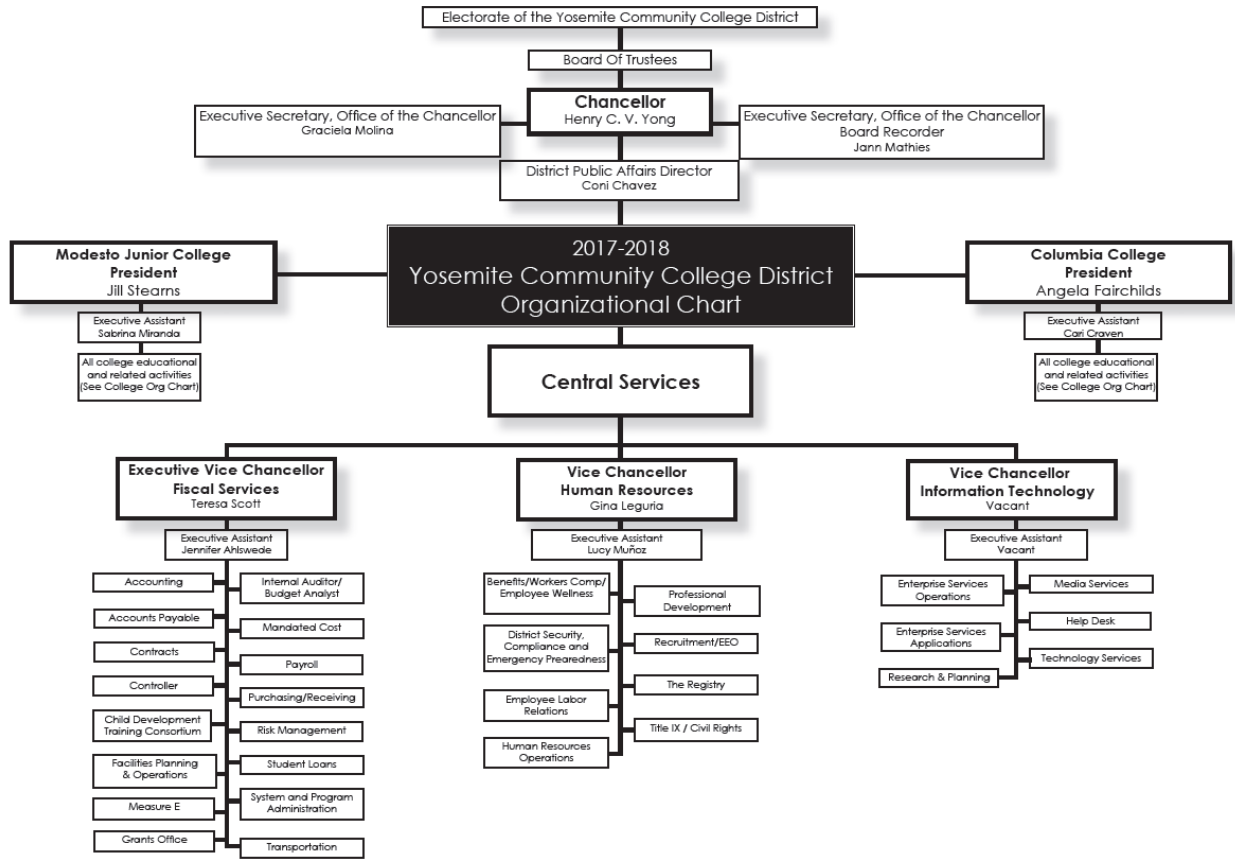 Electorate of the Yosemite Community College District
Board Of Trustees
Chancellor
Henry C. V. Yong
Executive Secretary, Office of the Chancellor
Graciela Molina
Executive Secretary, Office of the Chancellor
Board Recorder
Jann Mathies
District Public Affairs Director
Coni Chavez
2017-2018
Yosemite Community College District
Organizational Chart
Modesto Junior College
President
Jill Stearns
Executive Assistant
Sabrina Miranda
All college educational
and related activities
(See College Org Chart)
Columbia College
President
Angela Fairchilds
Executive Assistant
Cari Craven
All college educational
and related activities
(See College Org Chart)
Central Services
Executive Vice Chancellor
Fiscal Services
Teresa Scott
Executive Assistant
Jennifer Ahlswede
Accounting
Accounts Payable
Contracts
Controller
Child Development
Training Consortium
Facilities Planning
& Operations
Measure E
Grants Office
Internal Auditor/
Budget Analyst
Mandated Cost
Payroll
Purchasing/Receiving
Risk Management
Student Loans
System and Program
Administration
Transportation
Vice Chancellor
Human Resources
Gina Leguria
Executive Assistant
Lucy Muñoz
Benefits/Workers Comp/
Employee Wellness
District Security,
Compliance and
Emergency Prearedness
Employee Labor
Relations
Human Resources
Operations
Professional
Development
Recruitment/EEO
The Registry
Title IX / Civil Rights
Vice Chancellor
Information Technology
Vacant
Executive Assistant
Vacant
Enterprise Services
Operations
Enterprise Services
Applications
Research & Planning
Media Services
Help Desk
Technology Services